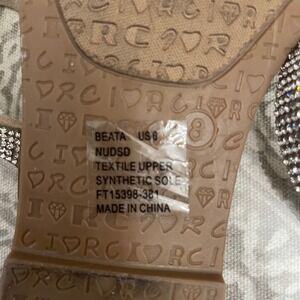 BEATA US 8
NUDSD
TEXTILE UPPER
SYNTHETIC SOLE
FT15398-381
MADE IN CHINA